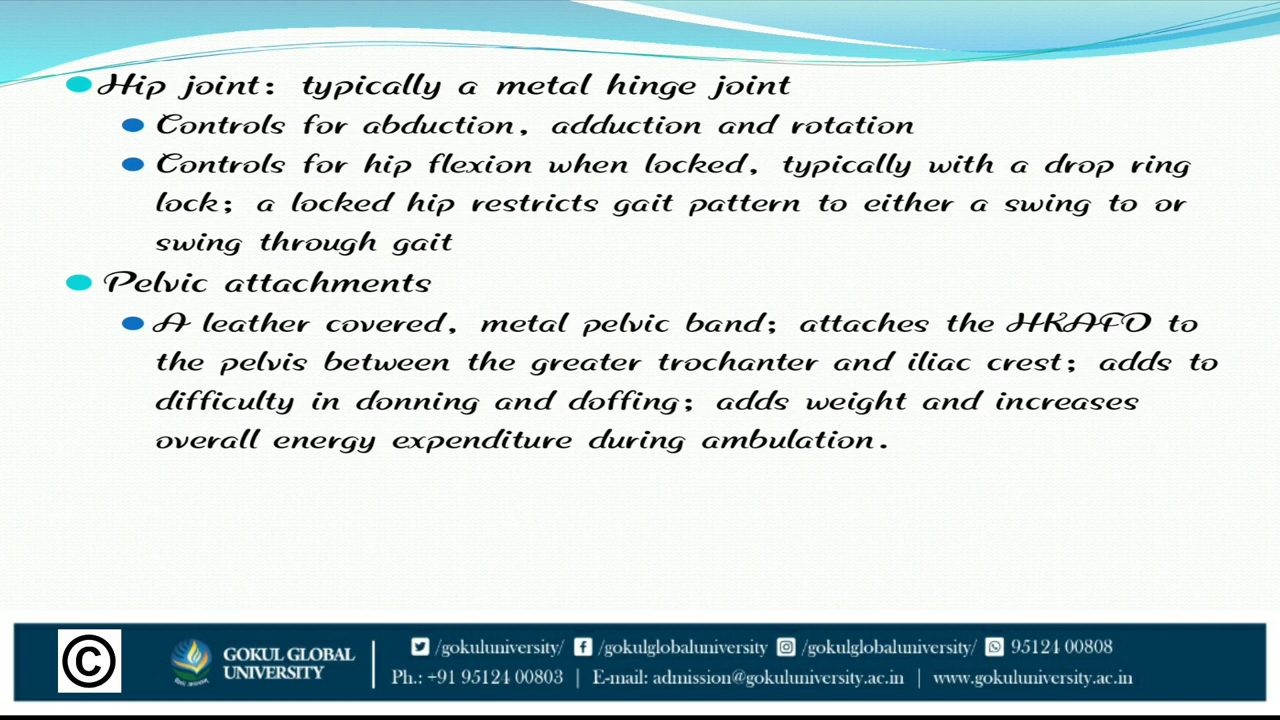 Hip joint: typically a metal hinge joint
Controls for abduction, adduction and rotation
Controls for hip flexion when locked, typically with a drop ring
lock; a locked hip restricts gait pattern to either a swing to or
swing through gait
Pelvic attachments
A leather covered, metal pelvic band; attaches the HKAFO to
the pelvis between the greater trochanter and iliac crest; adds to
difficulty in donning and doffing; adds weight and increases
overall energy expenditure during ambulation.
©
GOKUL GLOBAL
UNIVERSITY
/gokuluniversity/ /gokulglobaluniversity /gokulglobaluniversity/ 95124 00808
Ph.: +91 95124 00803 | E-mail: admission@gokuluniversity.ac.in | www.gokuluniversity.ac.in